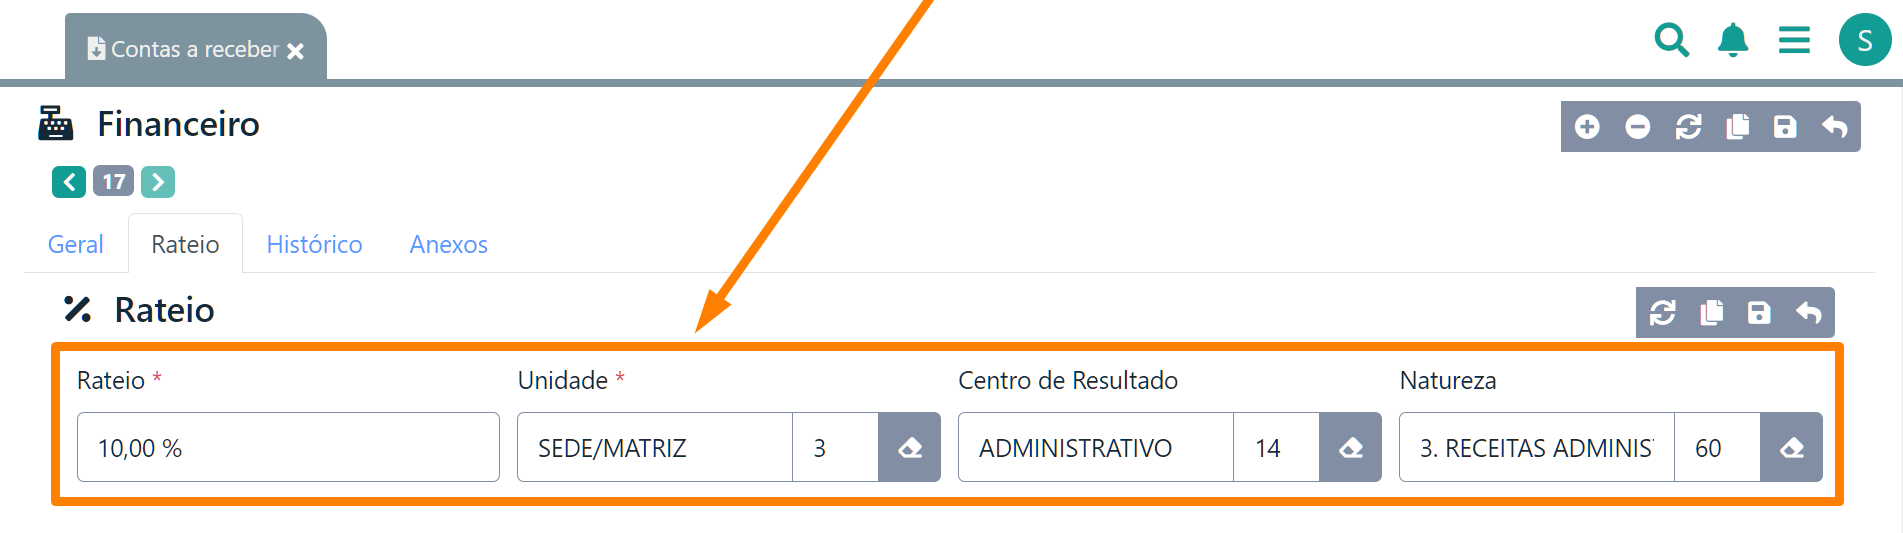 Contas a receber
S
Financeiro
17
Geral Rateio Histórico Anexos
Rateio
Rateio * Unidade * Centro de Resultado Natureza
10,00 % SEDE/MATRIZ 3 ADMINISTRATIVO 14 3. RECEITAS ADMINIS 60